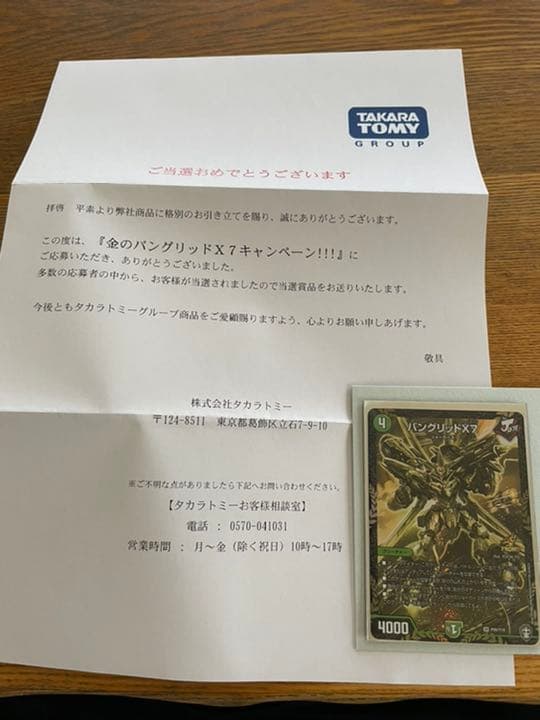 TAKARA
TOMY
GROUP
ご当選おめでとうございます
拝啓 平素より弊社商品に格別のお引き立てを賜り、誠にありがとうございます。
この度は、『金のバングリッドX7キャンペーン!!!』に
ご応募いただき、ありがとうございました。
多数の応募者の中から、お客様が当選されましたので当選賞品をお送りいたします。
今後ともタカラトミーグループ商品をご愛顧賜りますよう、心よりお願い申しあげます。
敬具
株式会社タカラトミー
〒124-8511 東京都葛飾区立石7-9-10
※ご不明な点がありましたら下記へお問い合わせください。
【タカラトミーお客様相談室】
電話 : 0570-041031
営業時間 : 月〜金(除く祝日)10時〜17時
4
バングリッドX7
クリーチャー
4000
1